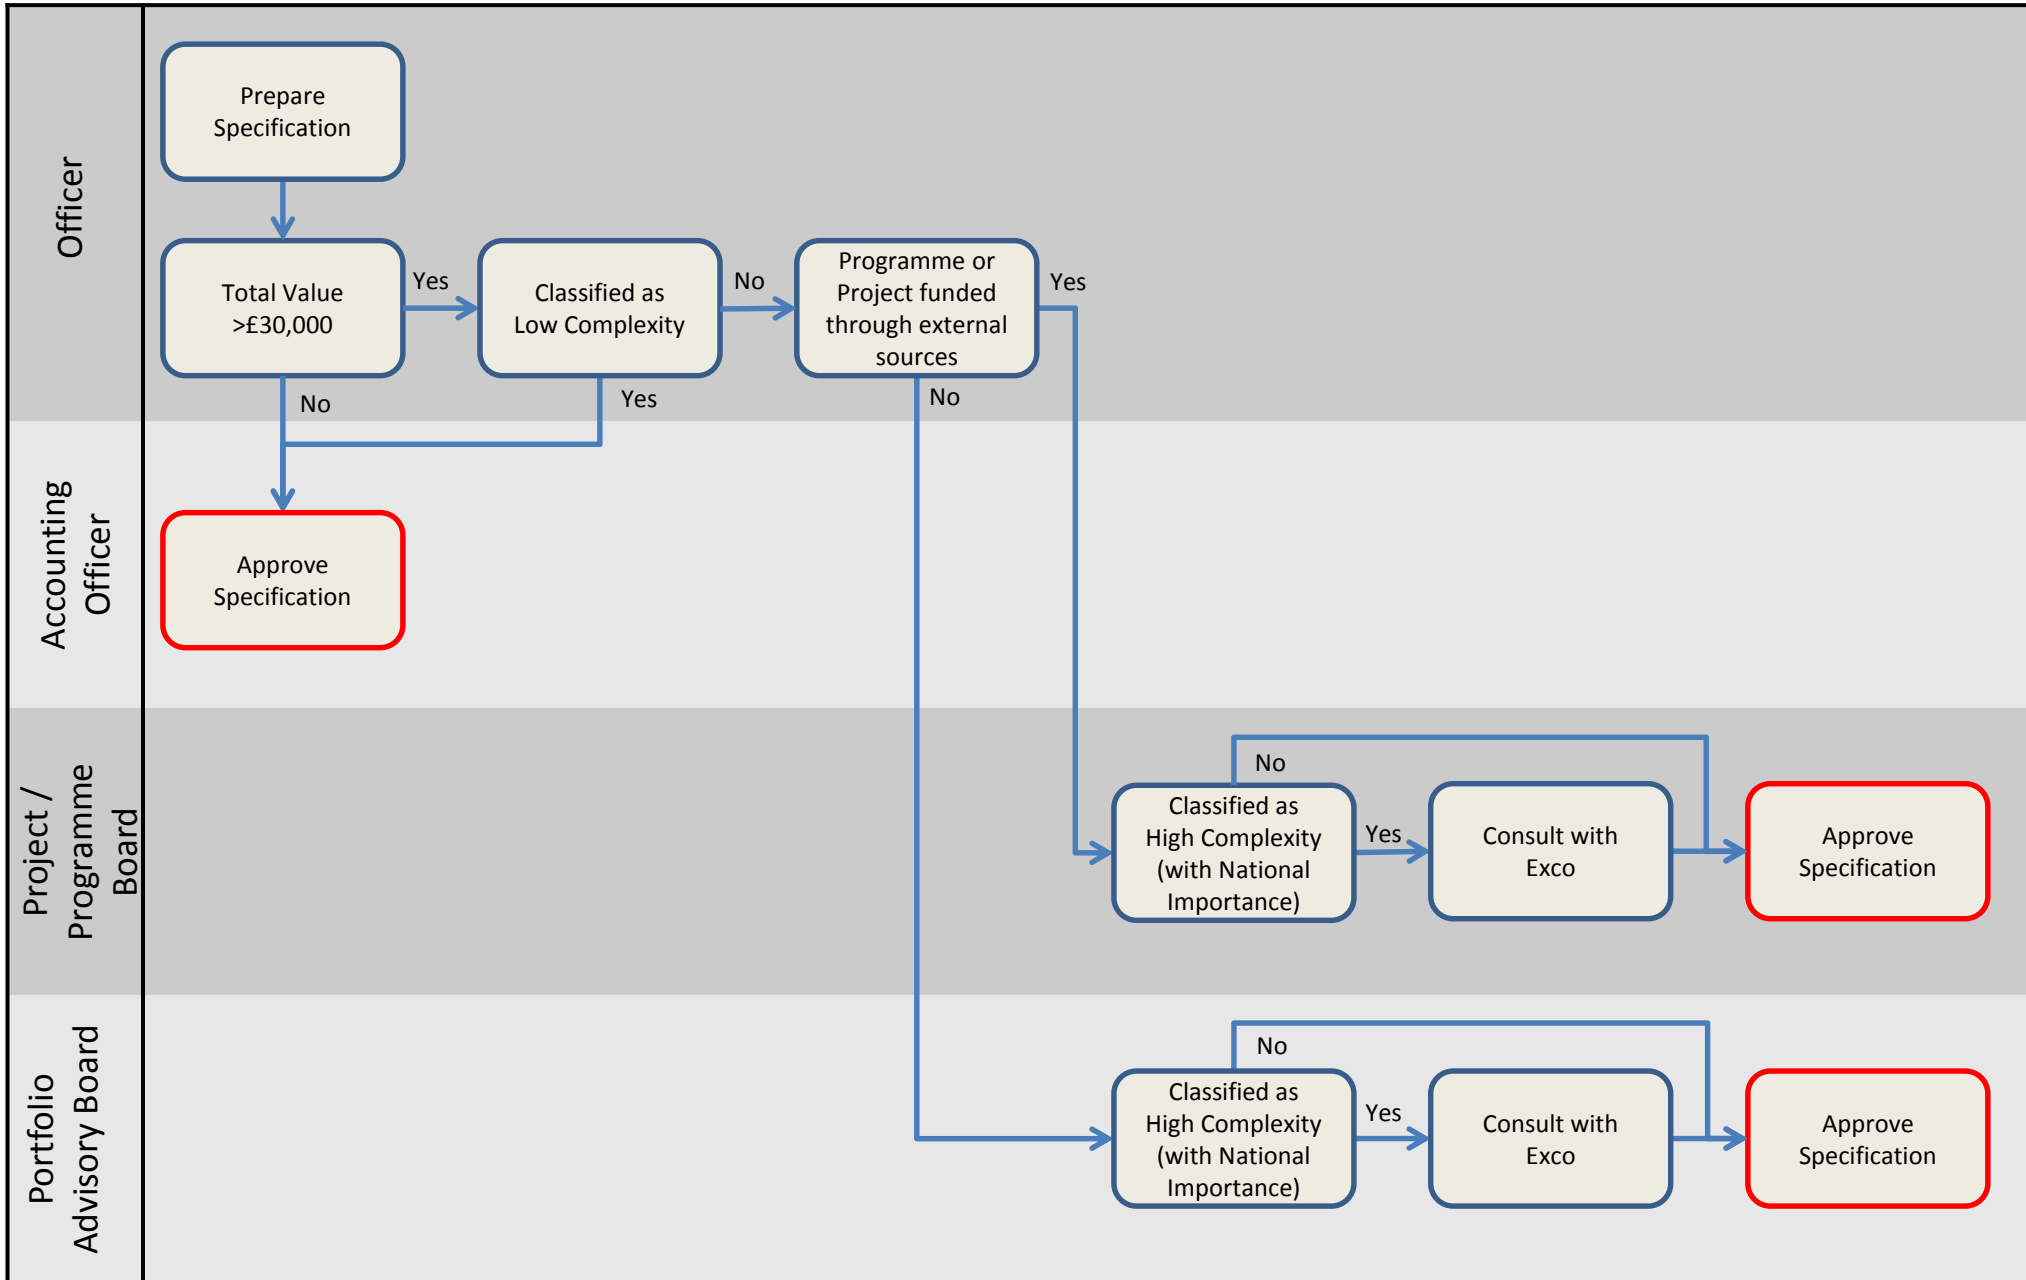 Officer
Prepare
Specification
Total Value
>£30,000
Yes
No
Classified as
Low Complexity
No
Yes
Programme or
Project funded
through external
sources
Yes
No
Accounting
Officer
Approve
Specification
Project /
Programme
Board
No
Classified as
High Complexity
(with National
Importance)
Yes
Consult with
Exco
Approve
Specification
Portfolio
Advisory Board
No
Classified as
High Complexity
(with National
Importance)
Yes
Consult with
Exco
Approve
Specification